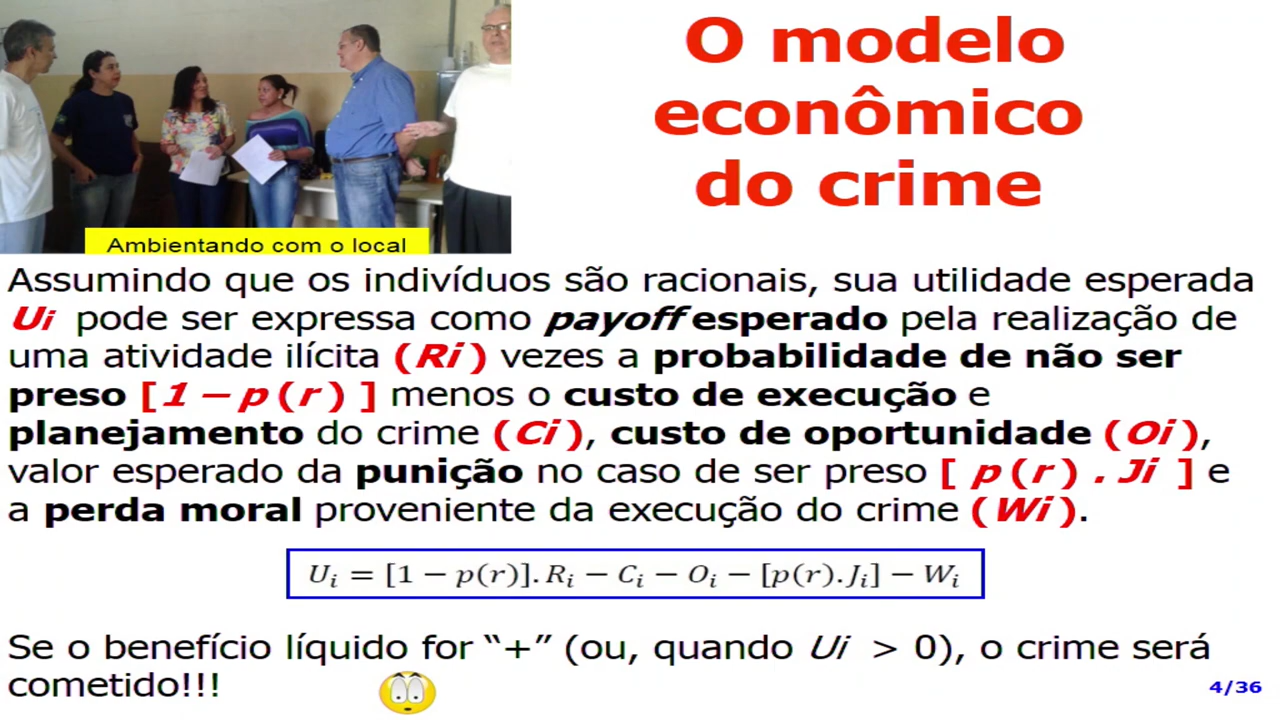 O modelo
econômico
do crime
Ambientando com o local
Assumindo que os indivíduos são racionais, sua utilidade esperada
Ui pode ser expressa como payoff esperado pela realização de
uma atividade ilícita (Ri) vezes a probabilidade de não ser
preso [1 – p(r)] menos o custo de execução e
planejamento do crime (Ci), custo de oportunidade (Oi),
valor esperado da punição no caso de ser preso [ p(r) . Ji ] e
a perda moral proveniente da execução do crime (Wi).
Ui = [1 − p(r)]. Ri − Ci − Oi − [p(r). Ji] − Wi
Se o benefício líquido for “+” (ou, quando Ui > 0), o crime será
cometido!!!
4/36